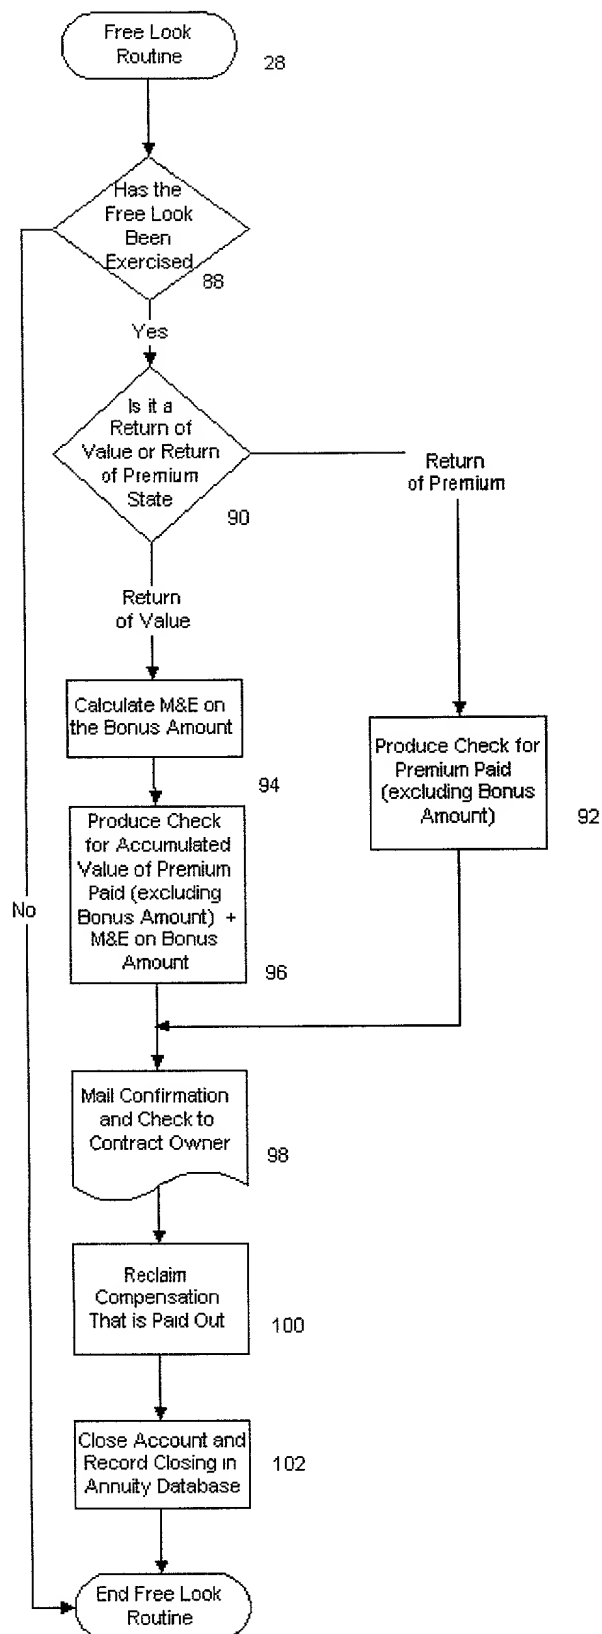 Free Look
Routine
28
Has the
Free Look
Been
Exercised
88
Yes
Is it a
Return of
Value or Return
of Premium
State
90
Return
of Premium
Return
of Value
Calculate M&E on
the Bonus Amount
94
Produce Check for
Premium Paid
(excluding Bonus
Amount)
92
Produce Check
for Accumulated
Value of Premium
Paid (excluding
Bonus Amount) +
M&E on Bonus
Amount
96
No
Mail Confirmation
and Check to
Contract Owner
98
Reclaim
Compensation
That is Paid Out
100
Close Account and
Record Closing in
Annuity Database
102
End Free Look
Routine